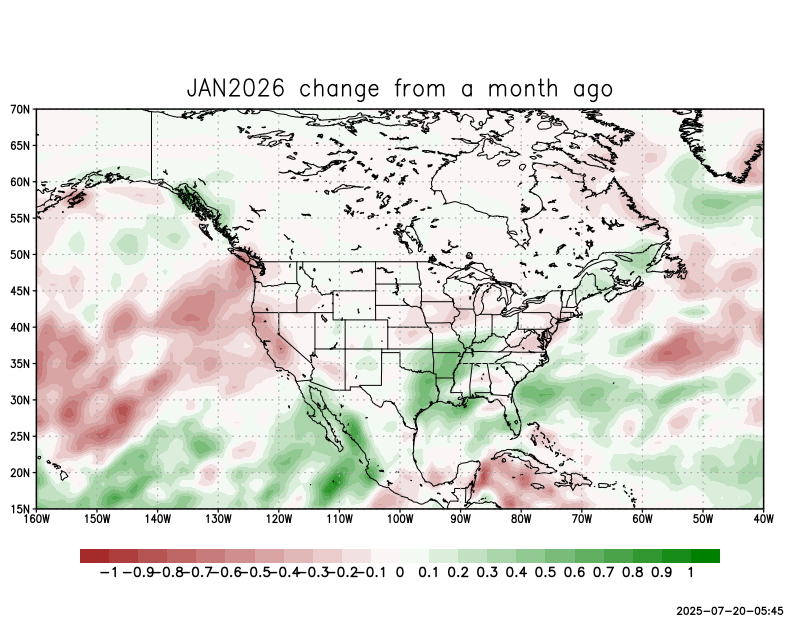 JAN2026 change from a month ago
70N
65N
60N
55N
50N
45N
40N
35N
30N
25N
20N
15N
160W 150W 140W 130W 120W 110W 100W 90W 80W 70W 60W 50W 40W
−1 −0.9 −0.8 −0.7 −0.6 −0.5 −0.4 −0.3 −0.2 −0.1 0 0.1 0.2 0.3 0.4 0.5 0.6 0.7 0.8 0.9 1
2025-07-20-05:45